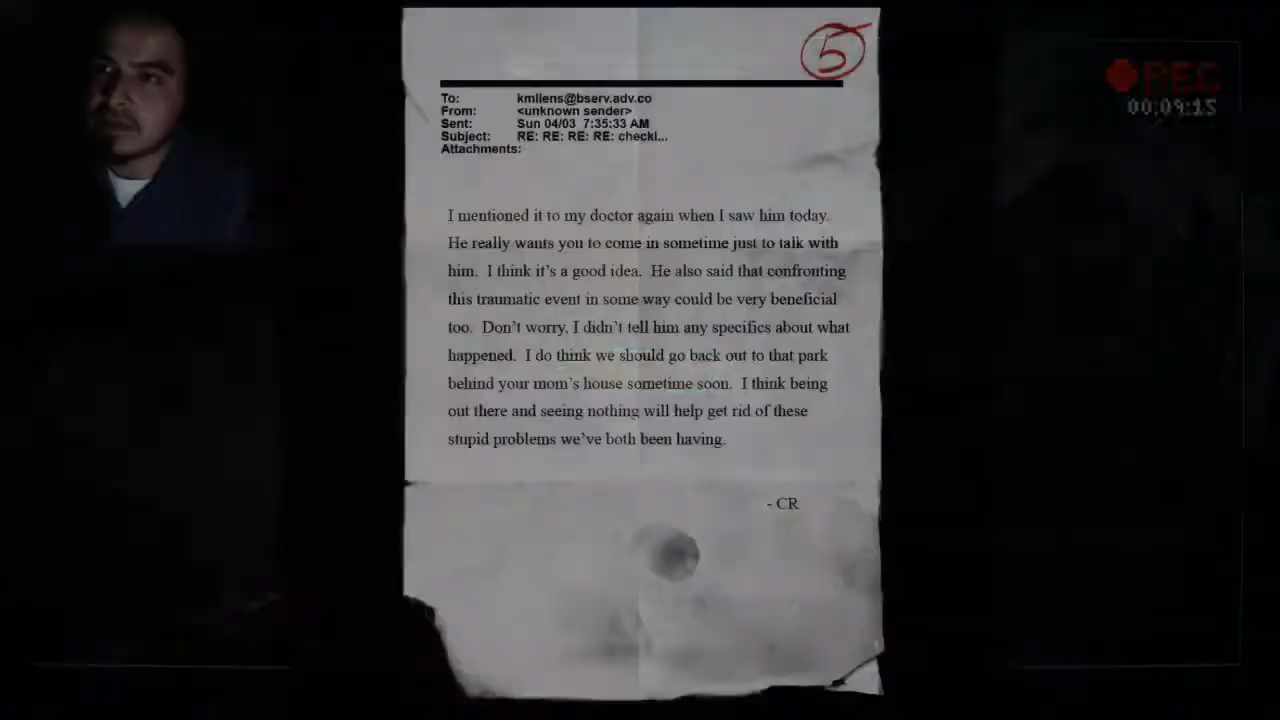 5
To: kmllens@bserv.adv.co
From: <unknown sender>
Sent: Sun 04/03 7:35:33 AM
Subject: RE: RE: RE: RE: checki...
Attachments:
I mentioned it to my doctor again when I saw him today.
He really wants you to come in sometime just to talk with
him. I think it's a good idea. He also said that confronting
this traumatic event in some way could be very beneficial
too. Don't worry, I didn't tell him any specifics about what
happened. I do think we should go back out to that park
behind your mom's house sometime soon. I think being
out there and seeing nothing will help get rid of these
stupid problems we've both been having.
- CR
REC
00:09:15